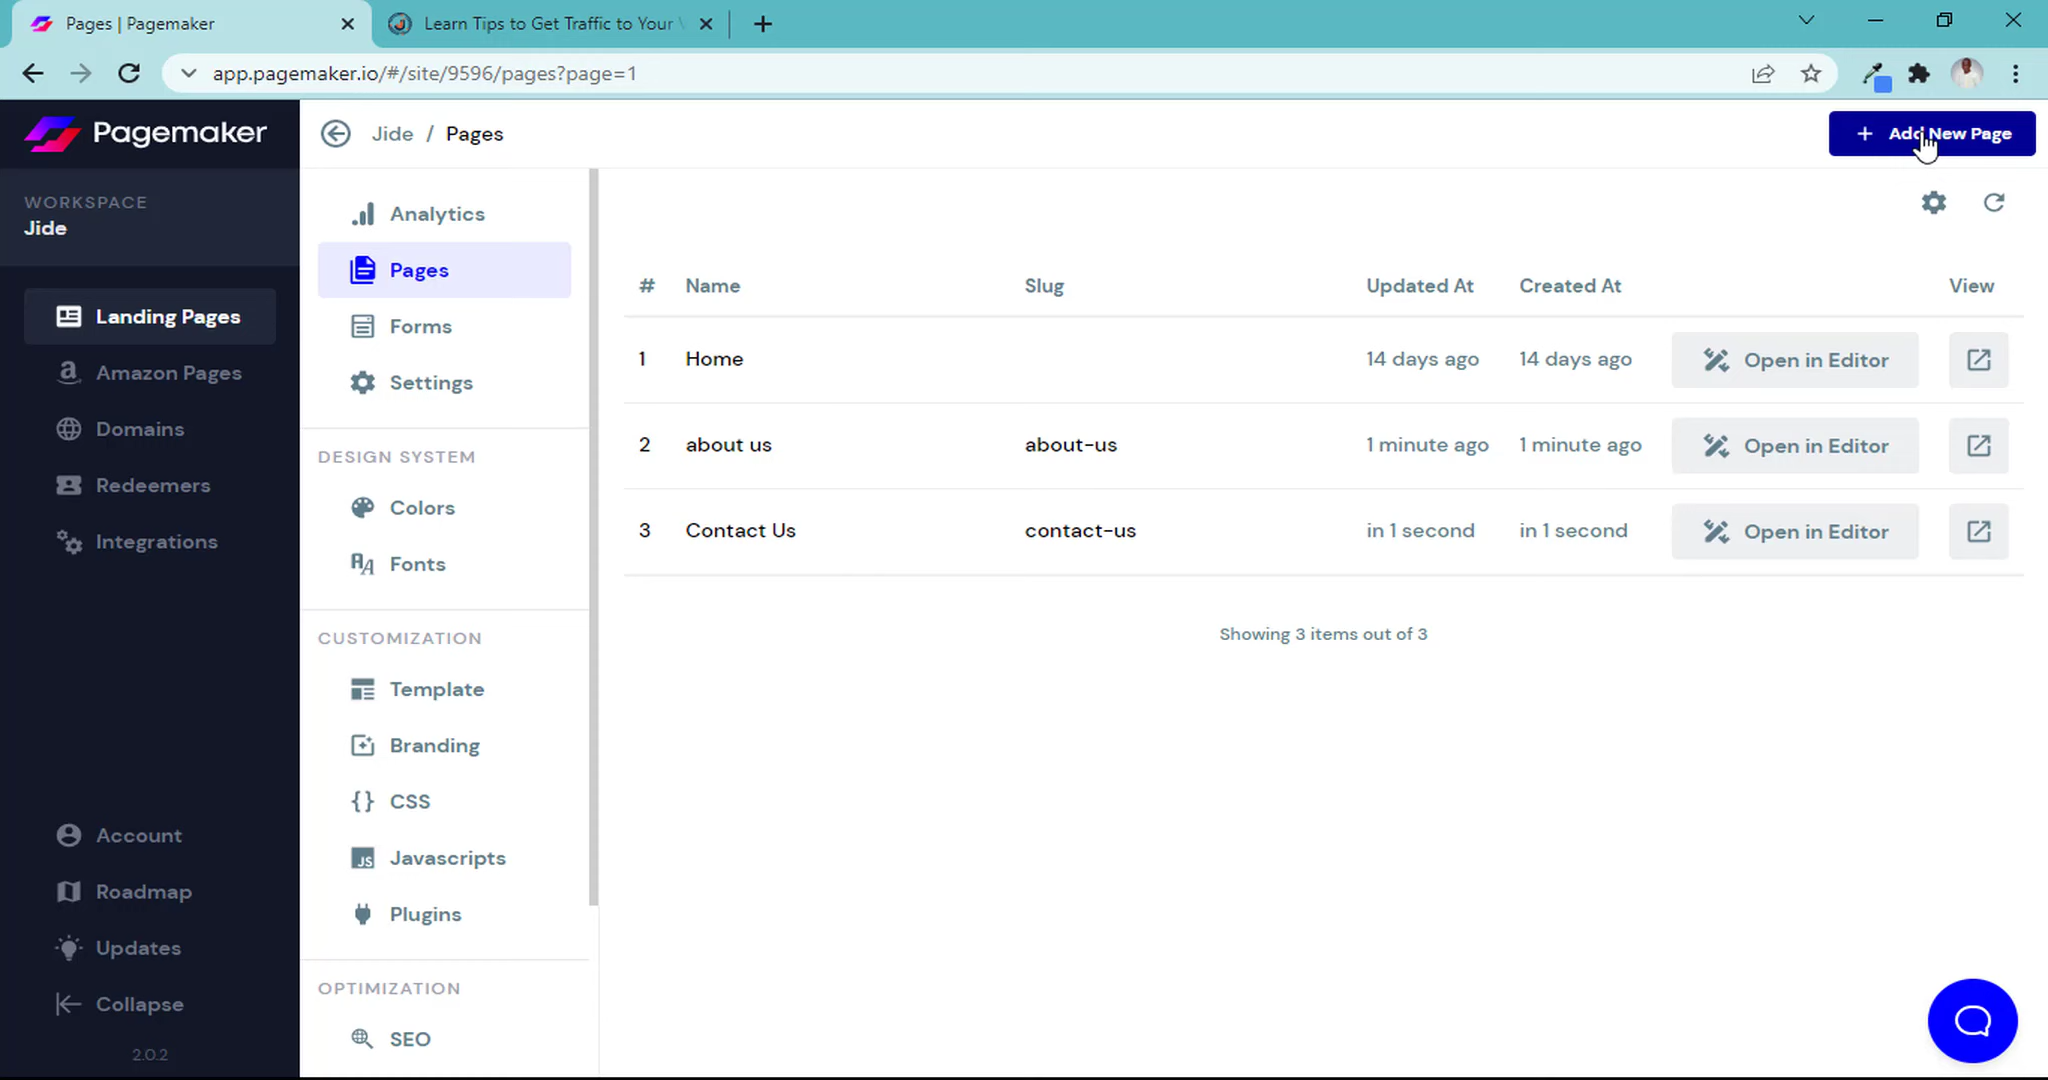 Pages | Pagemaker
Learn Tips to Get Traffic to Your
app.pagemaker.io/#/site/9596/pages?page=1
Pagemaker
Jide / Pages
+ Add New Page
WORKSPACE
Jide
Landing Pages
Amazon Pages
Domains
Redeemers
Integrations
Account
Roadmap
Updates
Collapse
2.0.2
Analytics
Pages
Forms
Settings
DESIGN SYSTEM
Colors
Fonts
CUSTOMIZATION
Template
Branding
CSS
Javascripts
Plugins
OPTIMIZATION
SEO
# Name Slug Updated At Created At View
1 Home 14 days ago 14 days ago Open in Editor
2 about us about-us 1 minute ago 1 minute ago Open in Editor
3 Contact Us contact-us in 1 second in 1 second Open in Editor
Showing 3 items out of 3